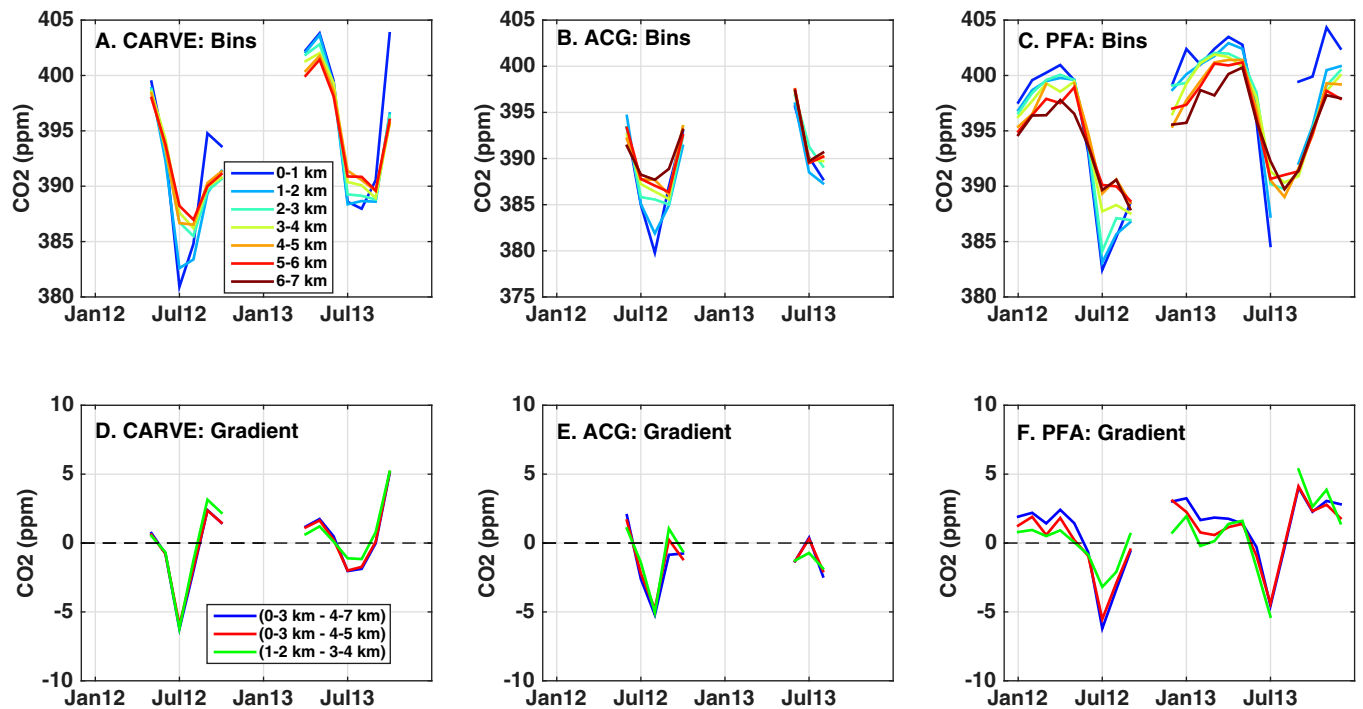 A. CARVE: Bins
CO2 (ppm)
405
400
395
390
385
380
0-1 km
1-2 km
2-3 km
3-4 km
4-5 km
5-6 km
6-7 km
Jan12 Jul12 Jan13 Jul13
B. ACG: Bins
CO2 (ppm)
405
400
395
390
385
380
375
Jan12 Jul12 Jan13 Jul13
C. PFA: Bins
CO2 (ppm)
405
400
395
390
385
380
Jan12 Jul12 Jan13 Jul13
D. CARVE: Gradient
CO2 (ppm)
10
5
0
-5
-10
(0-3 km - 4-7 km)
(0-3 km - 4-5 km)
(1-2 km - 3-4 km)
Jan12 Jul12 Jan13 Jul13
E. ACG: Gradient
CO2 (ppm)
10
5
0
-5
-10
Jan12 Jul12 Jan13 Jul13
F. PFA: Gradient
CO2 (ppm)
10
5
0
-5
-10
Jan12 Jul12 Jan13 Jul13